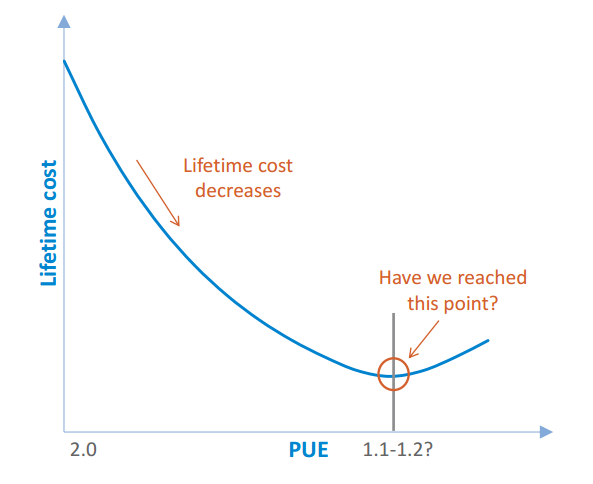 Lifetime cost
Lifetime cost
decreases
Have we reached
this point?
2.0
PUE
1.1-1.2?